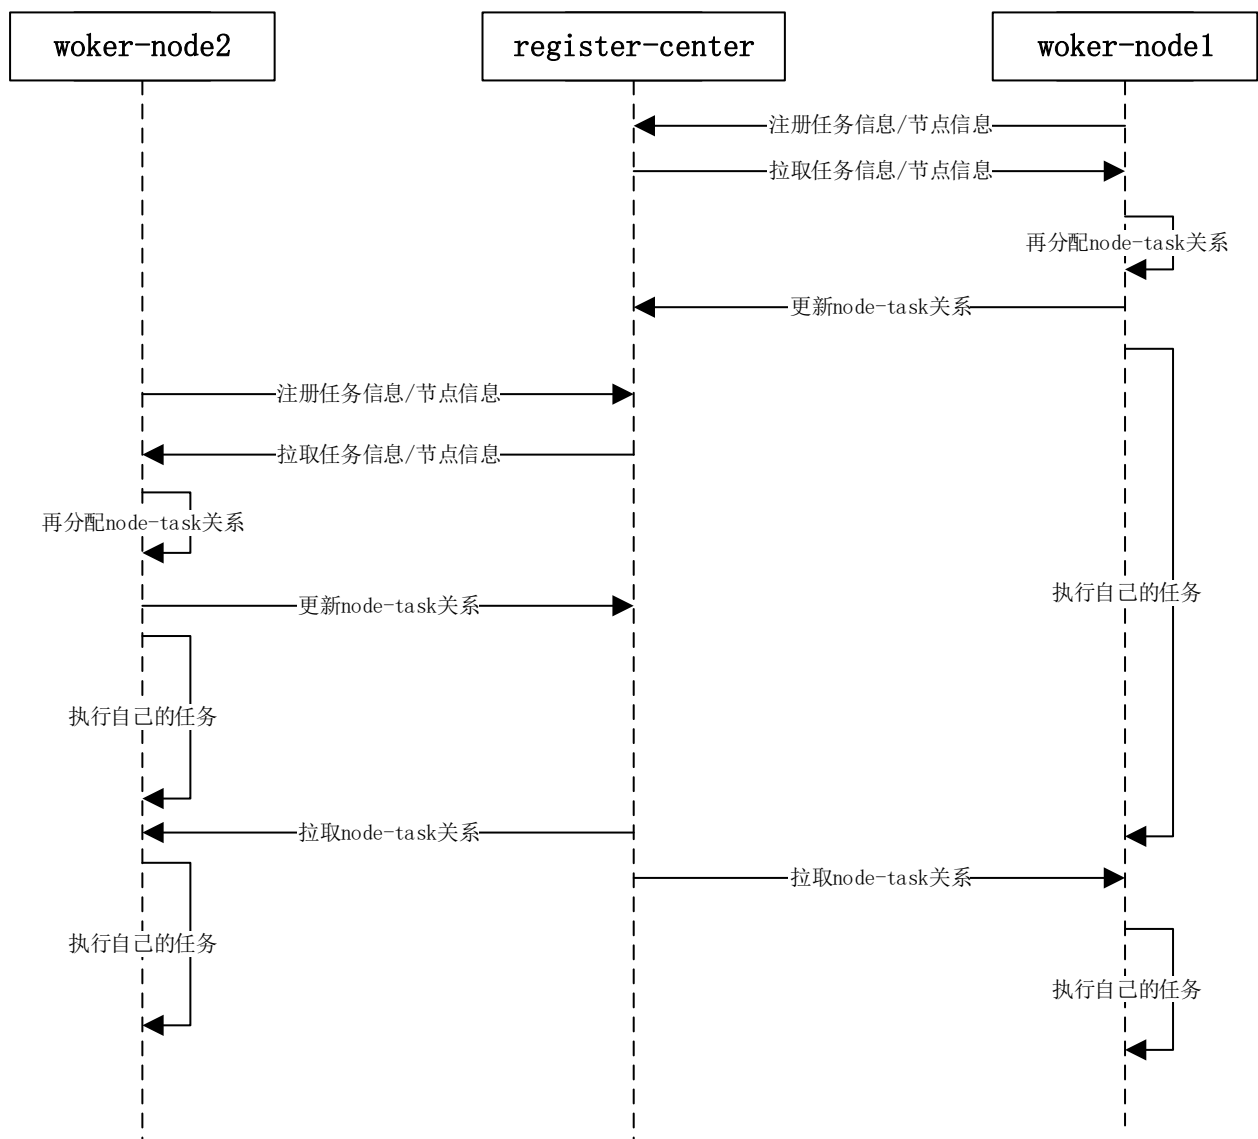 woker-node2
register-center
woker-node1
注册任务信息/节点信息
拉取任务信息/节点信息
再分配node-task关系
更新node-task关系
注册任务信息/节点信息
拉取任务信息/节点信息
再分配node-task关系
执行自己的任务
更新node-task关系
执行自己的任务
拉取node-task关系
拉取node-task关系
执行自己的任务
执行自己的任务